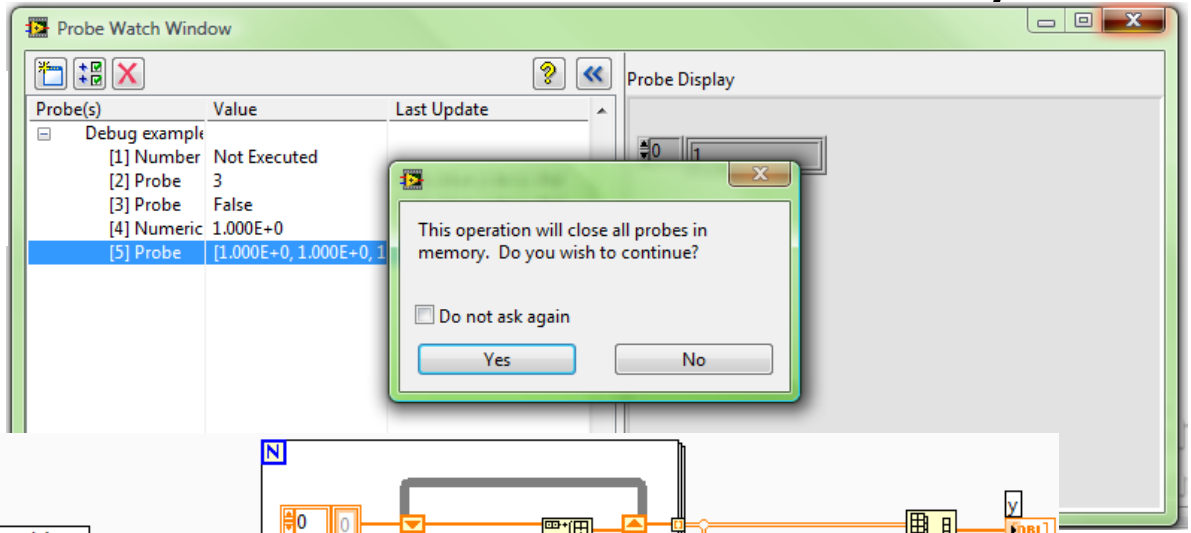 Probe Watch Window
Probe Display
Probe(s) Value Last Update
Debug example
[1] Number Not Executed
[2] Probe 3
[3] Probe False
[4] Numeric 1.000E+0
[5] Probe [1.000E+0, 1.000E+0, 1
0 1
This operation will close all probes in
memory. Do you wish to continue?
Do not ask again
Yes No
N
y
0 0
DBL]